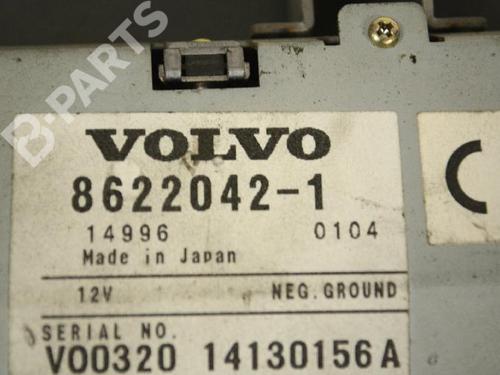 B-PARTS
VOLVO
8622042-1
14996 0104
Made in Japan
12V NEG. GROUND
SERIAL NO.
V00320 14130156A
C